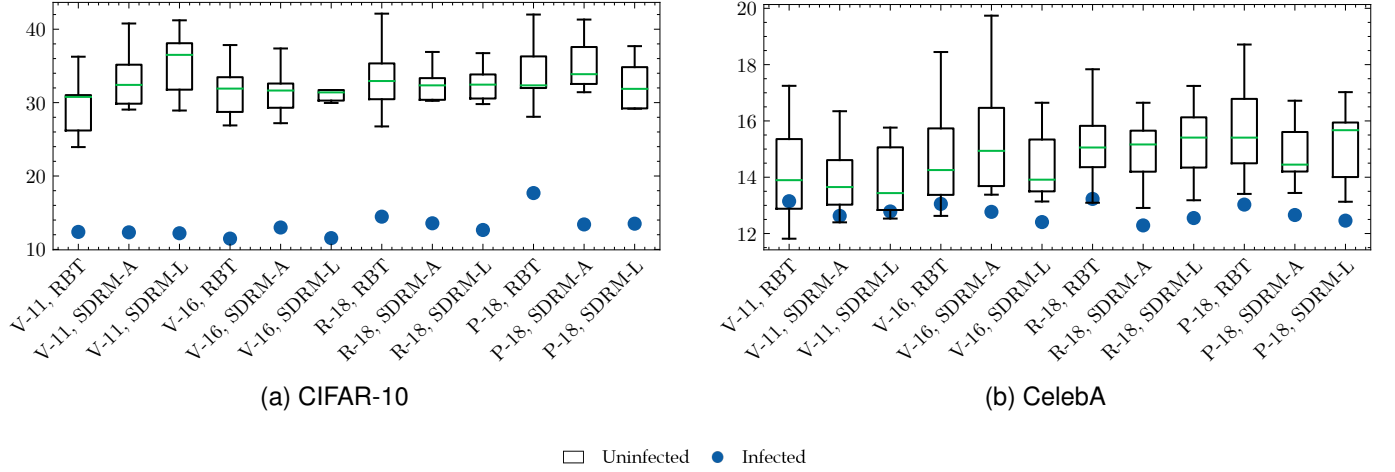 40
30
20
10
V-11, RBT
V-11, SDRM-A
V-11, SDRM-L
V-16, RBT
V-16, SDRM-A
V-16, SDRM-L
R-18, RBT
R-18, SDRM-A
R-18, SDRM-L
P-18, RBT
P-18, SDRM-A
P-18, SDRM-L
(a) CIFAR-10
20
18
16
14
12
V-11, RBT
V-11, SDRM-A
V-11, SDRM-L
V-16, RBT
V-16, SDRM-A
V-16, SDRM-L
R-18, RBT
R-18, SDRM-A
R-18, SDRM-L
P-18, RBT
P-18, SDRM-A
P-18, SDRM-L
(b) CelebA
Uninfected Infected